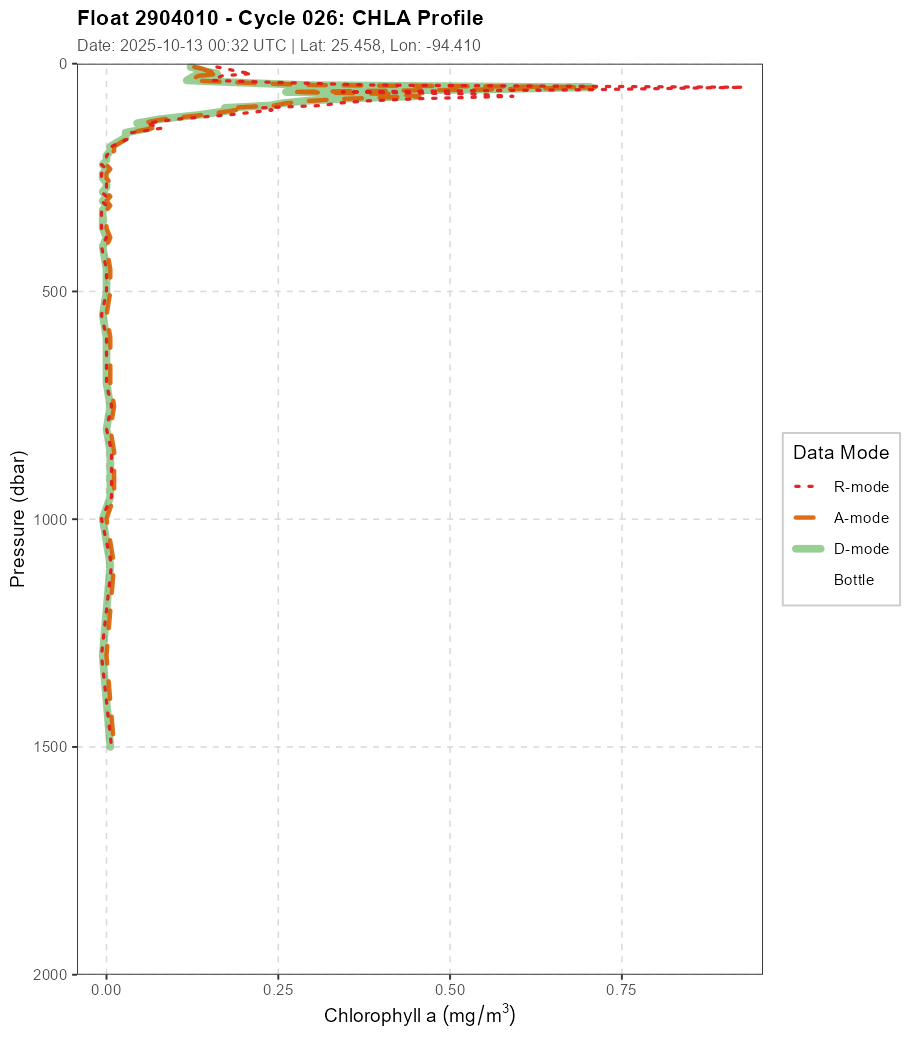 Float 2904010 - Cycle 026: CHLA Profile
Date: 2025-10-13 00:32 UTC | Lat: 25.458, Lon: -94.410
0
500
1000
1500
2000
Pressure (dbar)
0.00
0.25
0.50
0.75
Chlorophyll a (mg/m³)
Data Mode
R-mode
A-mode
D-mode
Bottle